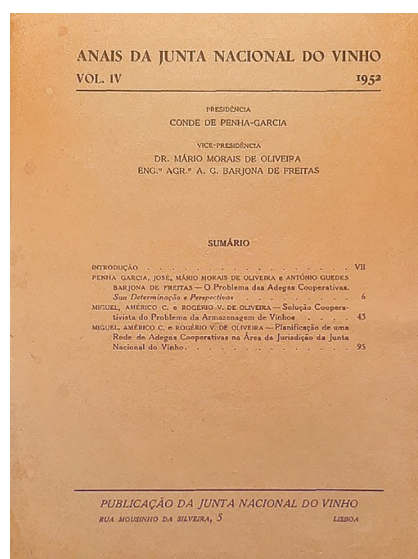 ANAIS DA JUNTA NACIONAL DO VINHO
VOL. IV 1952
PRESIDÊNCIA
CONDE DE PENHA-GARCIA
VICE-PRESIDÊNCIA
DR. MÁRIO MORAIS DE OLIVEIRA
ENG.º AGR.º A. G. BARJONA DE FREITAS
SUMÁRIO
INTRODUÇÃO . . . . . . . . . . . . . . . . . . VII
PENHA GARCIA, JOSÉ, MÁRIO MORAIS DE OLIVEIRA e ANTÓNIO GUEDES
BARJONA DE FREITAS — O Problema das Adegas Cooperativas.
Sua Determinação e Perspectivas . . . . . . . . . . 6
MIGUEL, AMÉRICO C. e ROGÉRIO V. DE OLIVEIRA — Solução Coopera-
tivista do Problema da Armazenagem de Vinhos . . . . 43
MIGUEL, AMÉRICO C. e ROGÉRIO V. DE OLIVEIRA — Planificação de uma
Rede de Adegas Cooperativas na Área da Jurisdição da Junta
Nacional do Vinho. . . . . . . . . . . . . . . 95
PUBLICAÇÃO DA JUNTA NACIONAL DO VINHO
RUA MOUSINHO DA SILVEIRA, 5 LISBOA